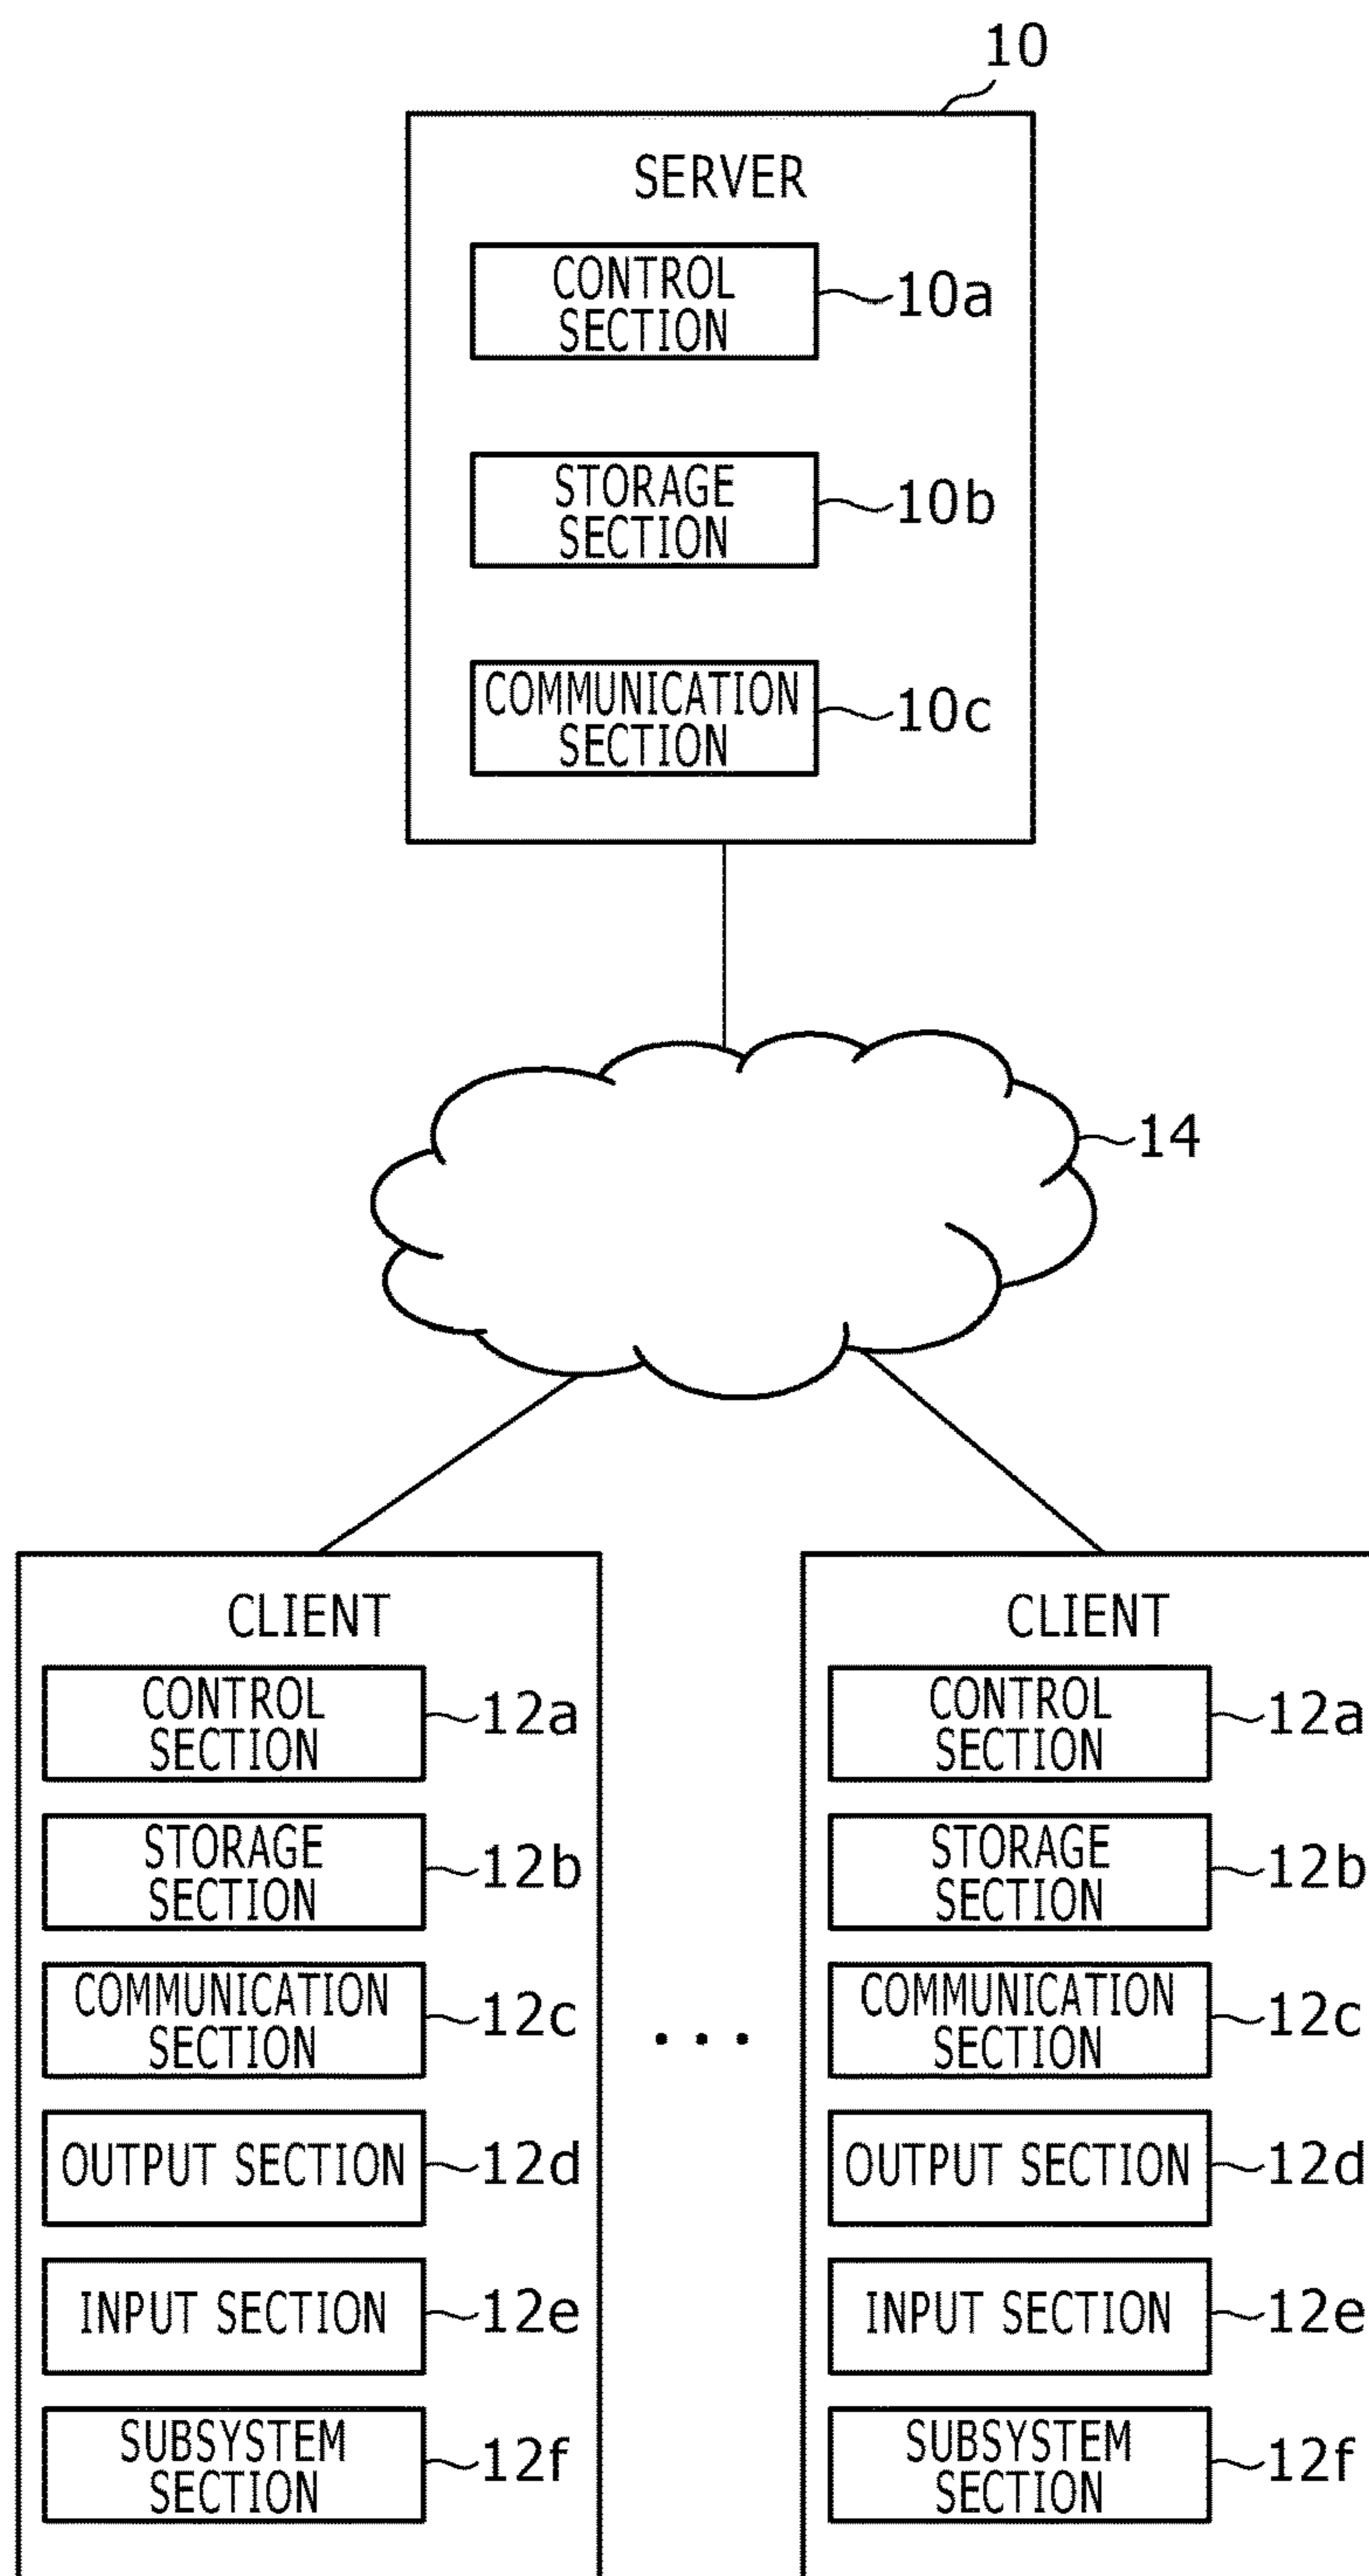 10
SERVER
CONTROL
SECTION
10a
STORAGE
SECTION
10b
COMMUNICATION
SECTION
10c
14
CLIENT
CONTROL
SECTION
12a
STORAGE
SECTION
12b
COMMUNICATION
SECTION
12c
OUTPUT SECTION
12d
INPUT SECTION
12e
SUBSYSTEM
SECTION
12f
...
CLIENT
CONTROL
SECTION
12a
STORAGE
SECTION
12b
COMMUNICATION
SECTION
12c
OUTPUT SECTION
12d
INPUT SECTION
12e
SUBSYSTEM
SECTION
12f